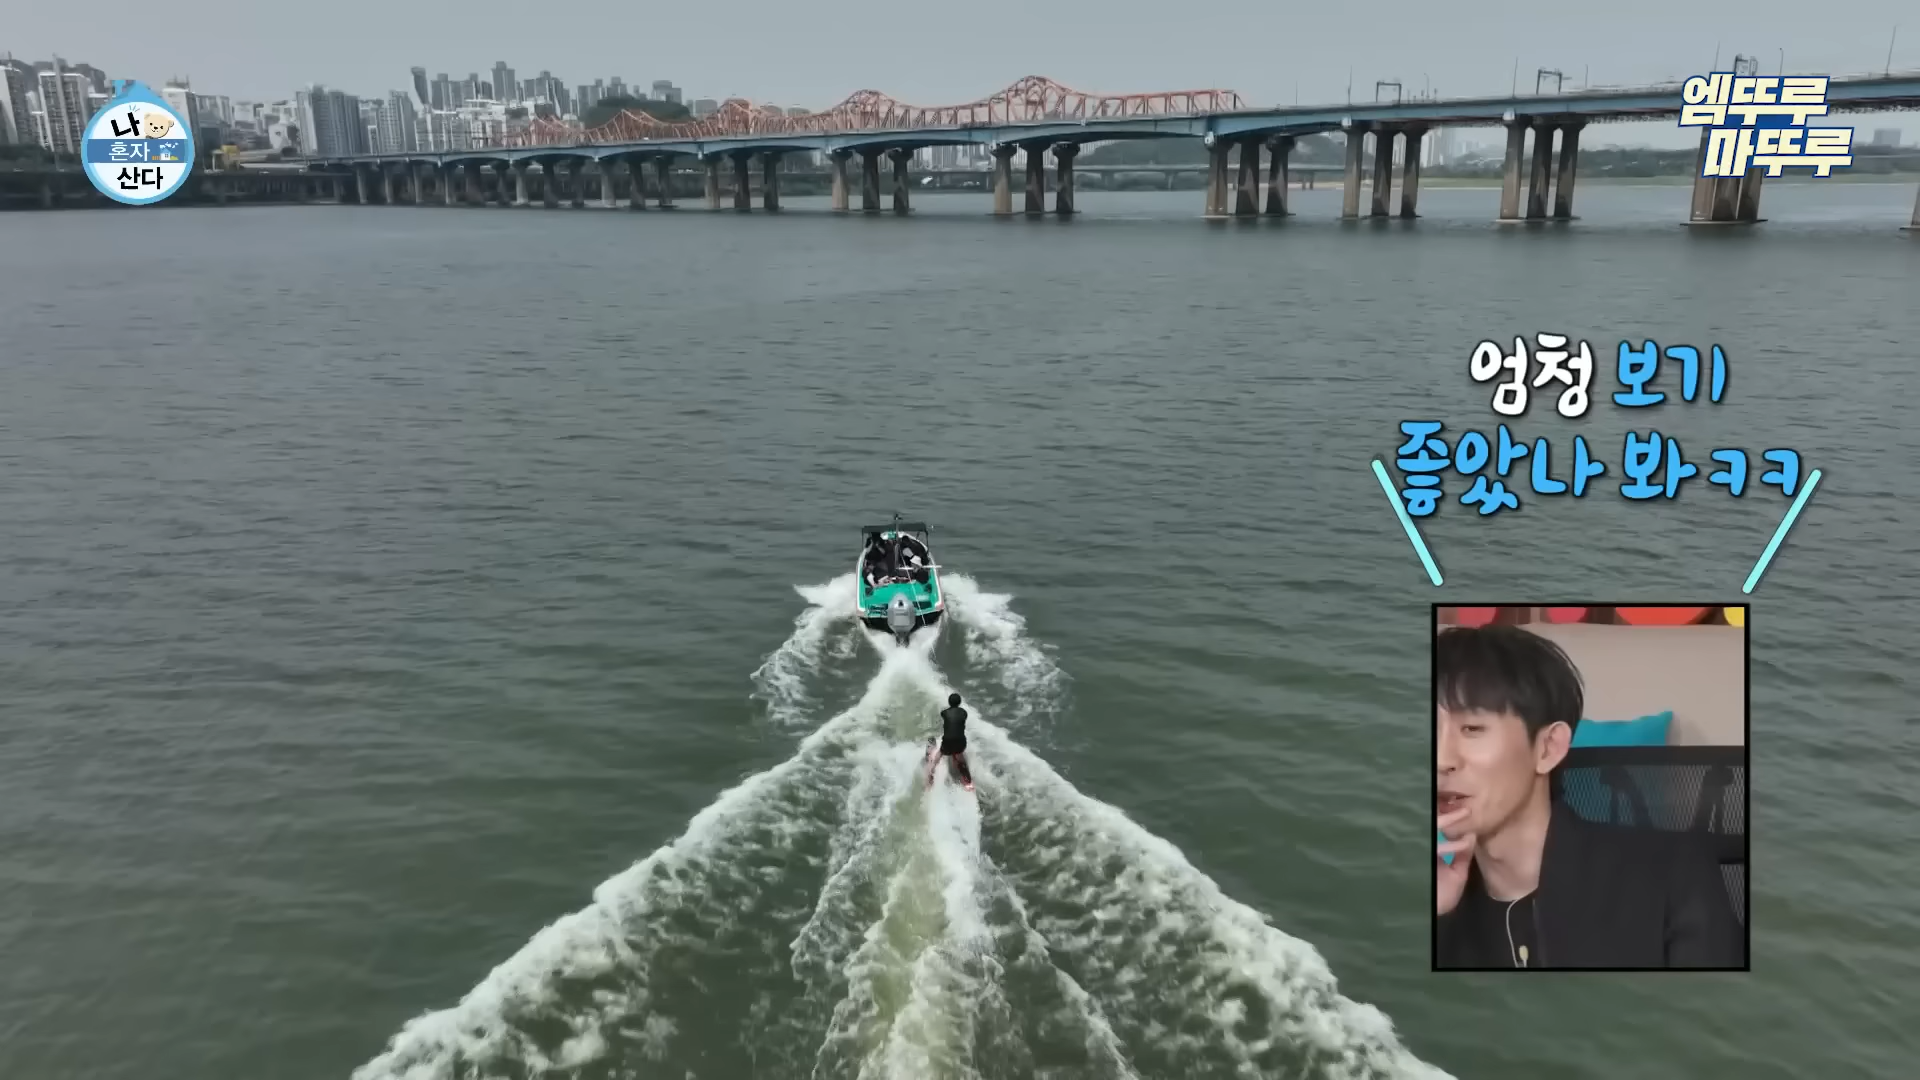 나
혼자
산다
엠뚜루
마뚜루
엄청 보기
좋았나 봐ㅋㅋ